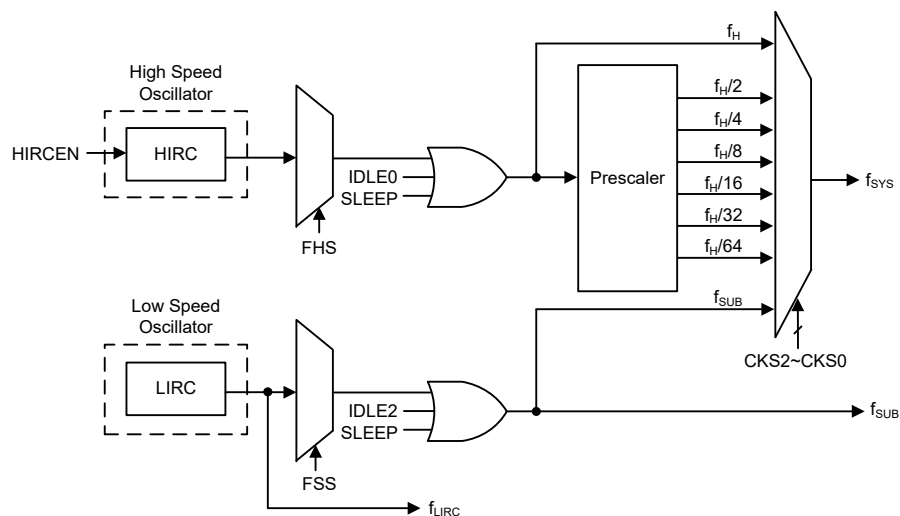 High Speed
Oscillator
HIRCEN
HIRC
FHS
IDLE0
SLEEP
Prescaler
fH
fH/2
fH/4
fH/8
fH/16
fH/32
fH/64
fSUB
fSYS
CKS2~CKS0
Low Speed
Oscillator
LIRC
FSS
IDLE2
SLEEP
fSUB
fLIRC